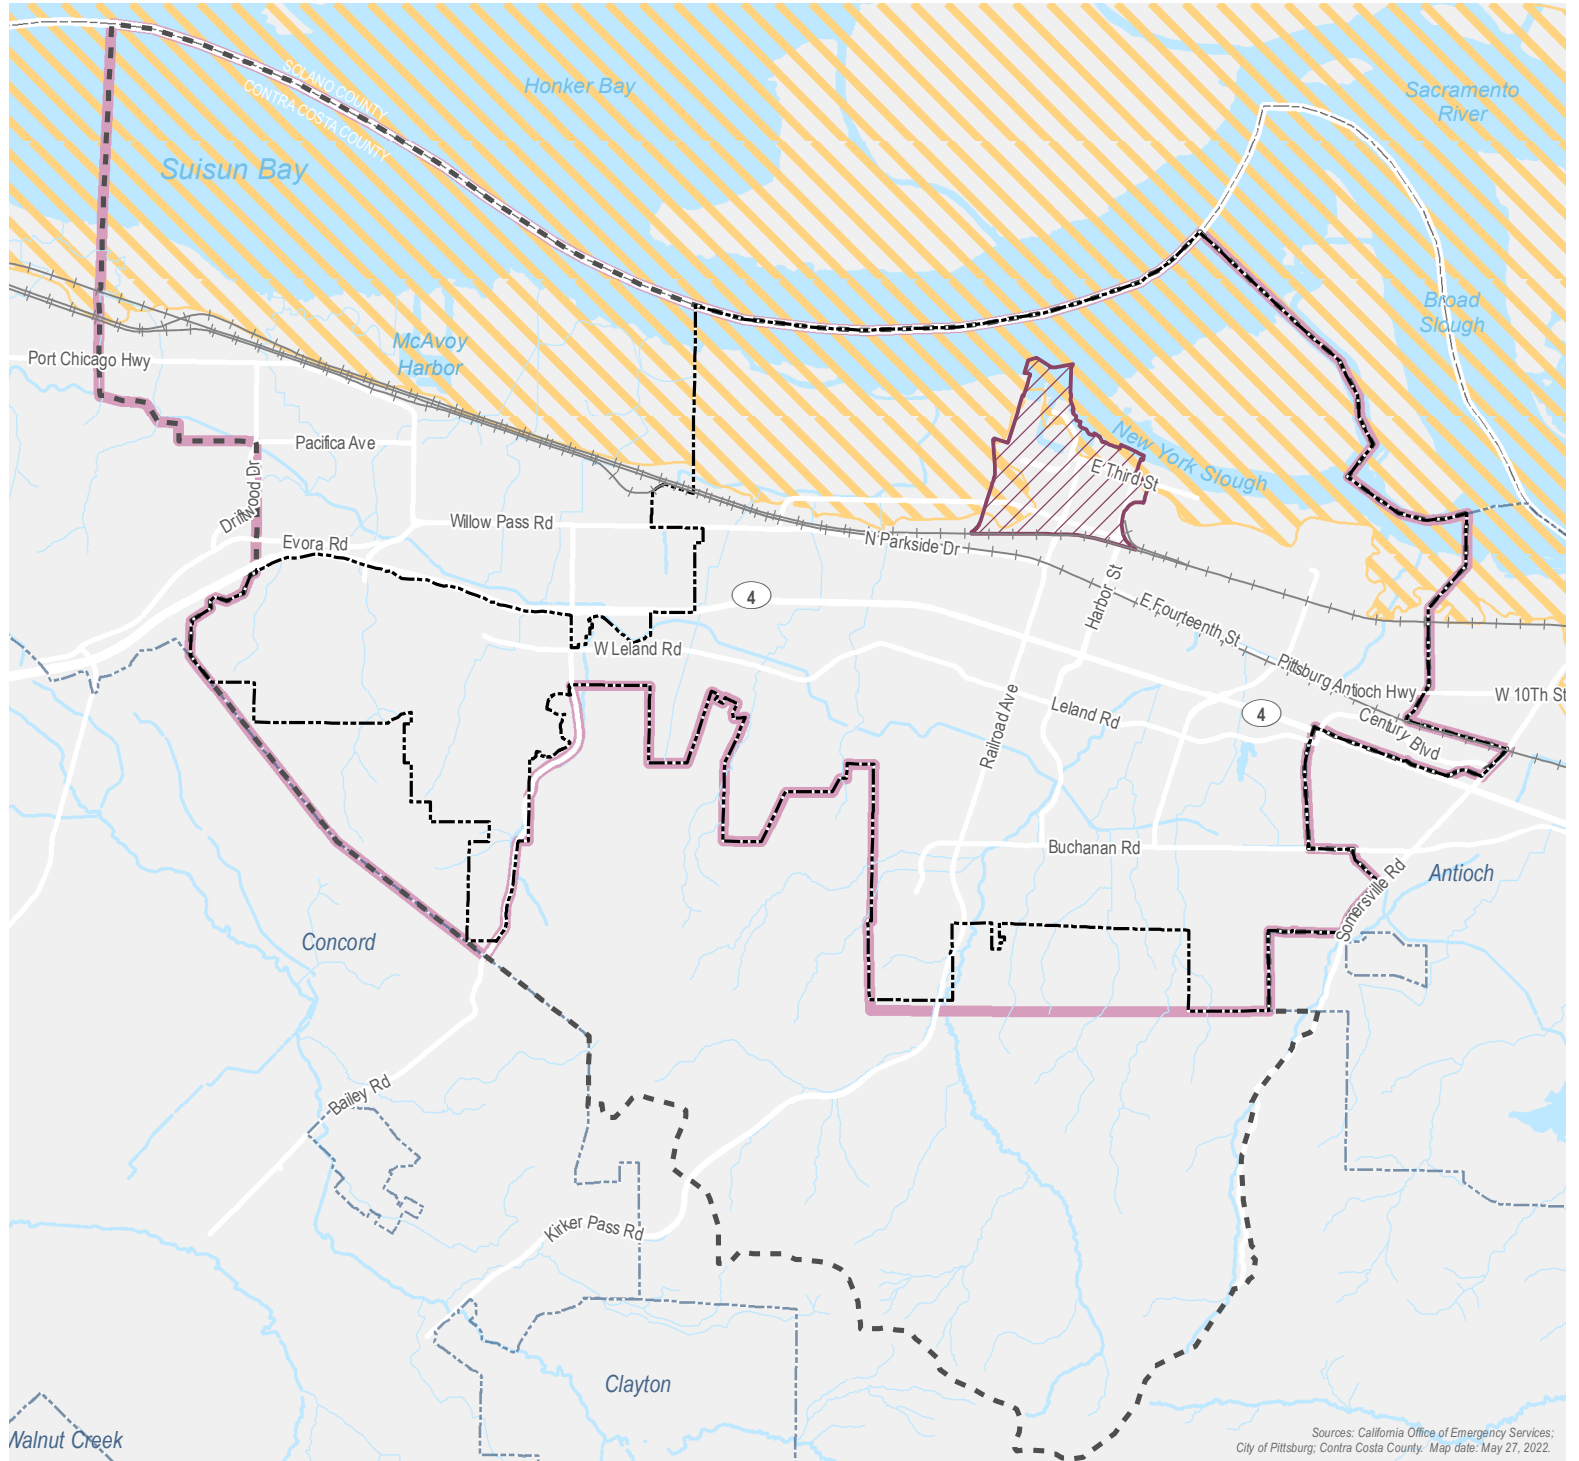 SOLANO COUNTY
CONTRA COSTA COUNTY
Honker Bay
Sacramento
River
Suisun Bay
Broad
Slough
McAvoy
Harbor
Port Chicago Hwy
New York Slough
E Third St
Pacifica Ave
Driftwood Dr
Willow Pass Rd
Evora Rd
N Parkside Dr
4
Harbor St
E Fourteenth St
W Leland Rd
Pittsburg Antioch Hwy
W 10Th St
Railroad Ave
Leland Rd
4
Century Blvd
Buchanan Rd
Antioch
Somersville Rd
Concord
Bailey Rd
Kirker Pass Rd
Clayton
Walnut Creek
Sources: California Office of Emergency Services;
City of Pittsburg; Contra Costa County. Map date: May 27, 2022.